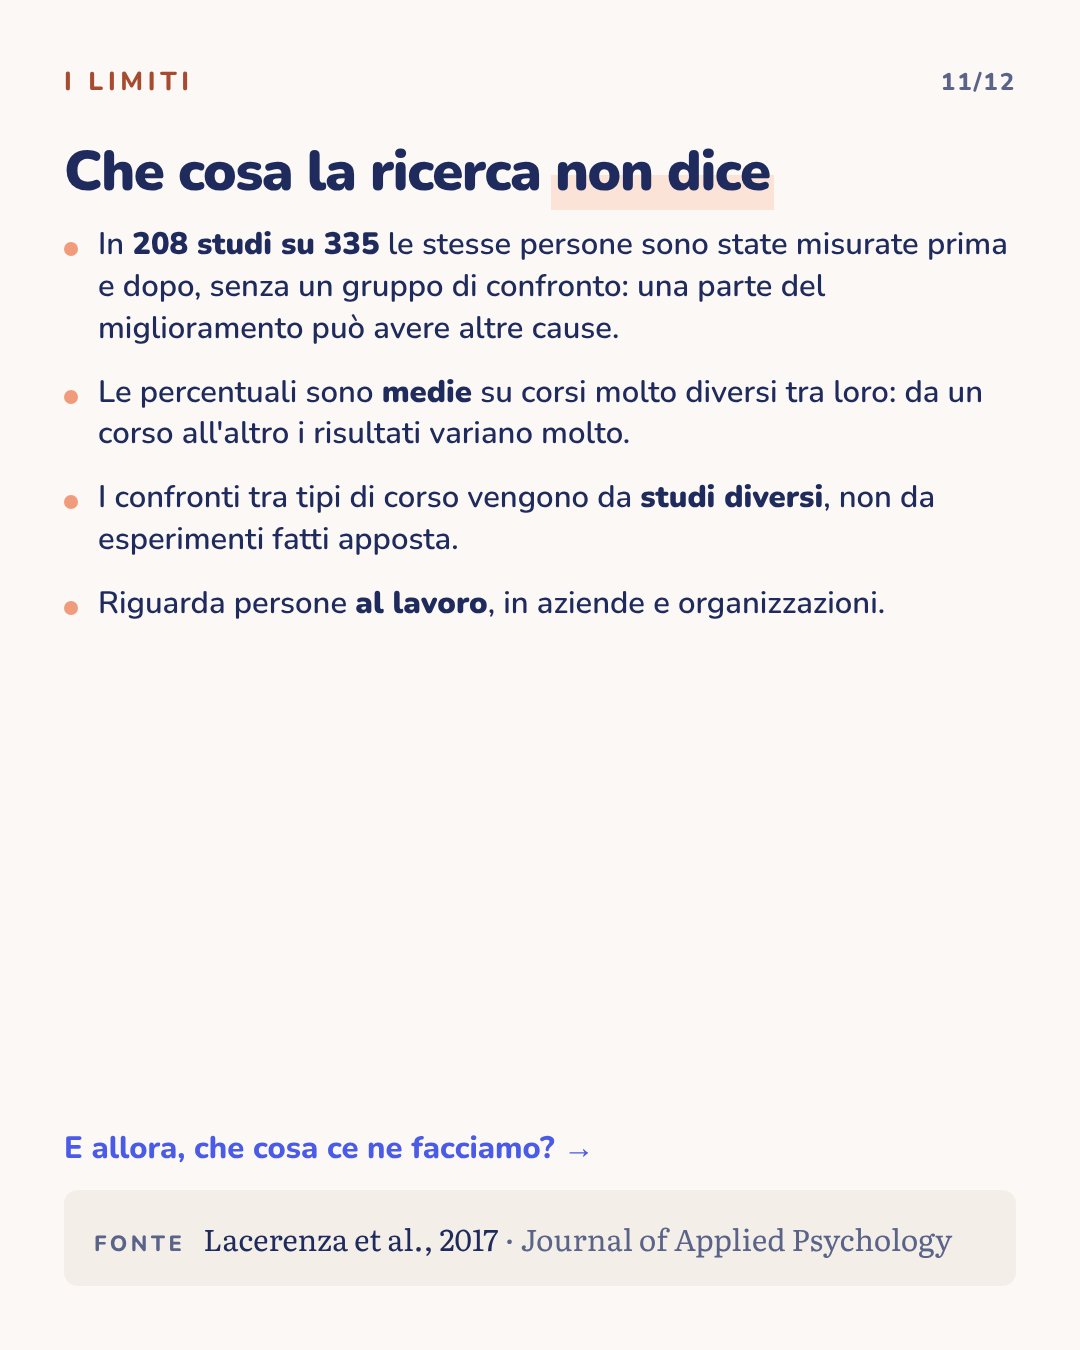 I LIMITI
11/12
Che cosa la ricerca non dice
In 208 studi su 335 le stesse persone sono state misurate prima
e dopo, senza un gruppo di confronto: una parte del
miglioramento può avere altre cause.
Le percentuali sono medie su corsi molto diversi tra loro: da un
corso all'altro i risultati variano molto.
I confronti tra tipi di corso vengono da studi diversi, non da
esperimenti fatti apposta.
Riguarda persone al lavoro, in aziende e organizzazioni.
E allora, che cosa ce ne facciamo? →
FONTE Lacerenza et al., 2017 · Journal of Applied Psychology